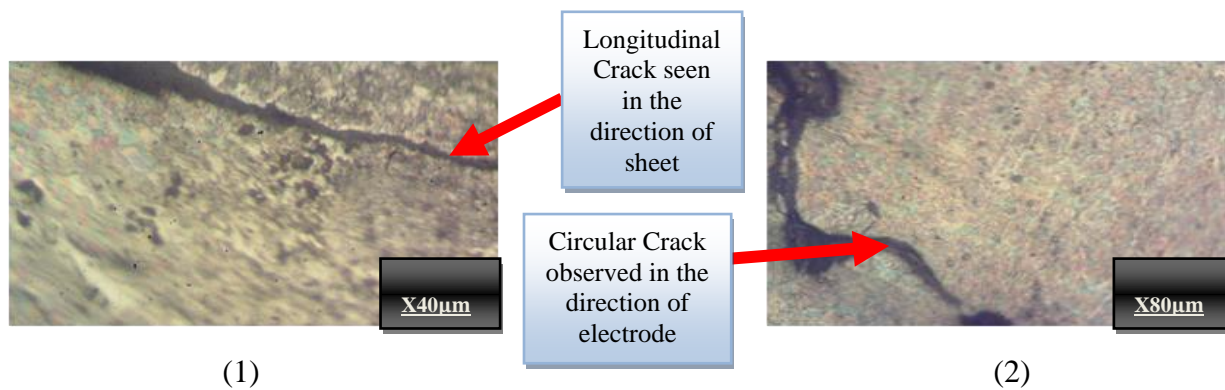 Longitudinal
Crack seen
in the
direction of
sheet
Circular Crack
observed in the
direction of
electrode
X40µm
X80µm
(1)
(2)